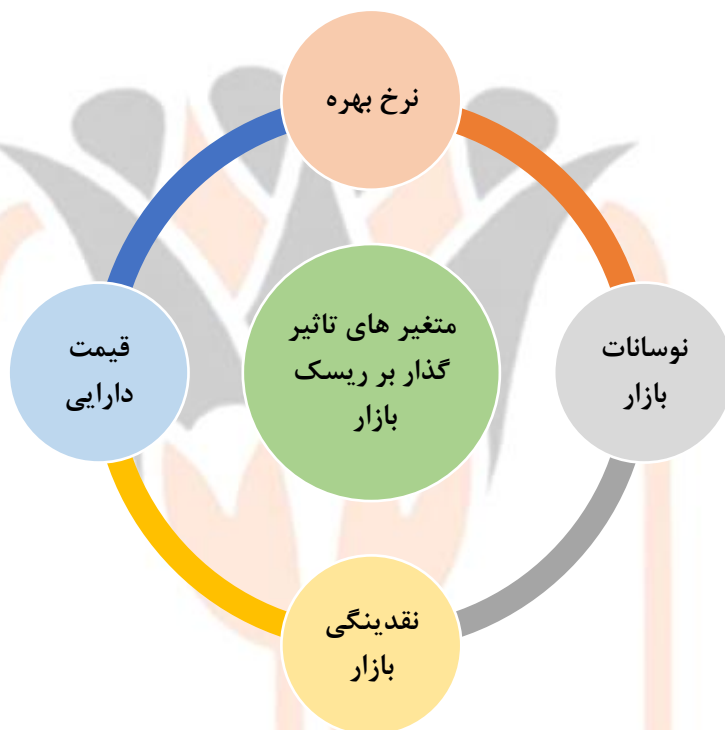 نرخ بهره
متغیر های تاثیر
گذار بر ریسک
بازار
نوسانات
بازار
قیمت
دارایی
نقدینگی
بازار